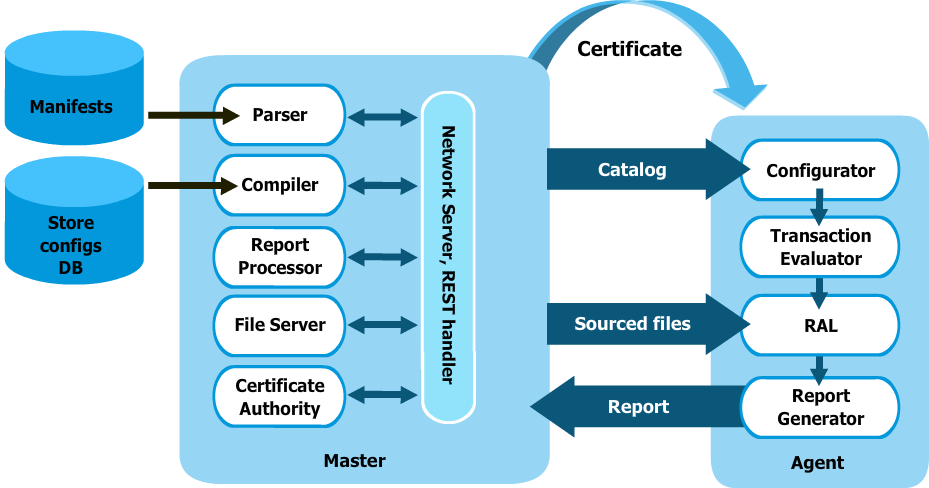 Certificate
Manifests
Parser
Compiler
Store
configs
DB
Report
Processor
File Server
Certificate
Authority
Network Server, REST handler
Master
Catalog
Sourced files
Report
Configurator
Transaction
Evaluator
RAL
Report
Generator
Agent